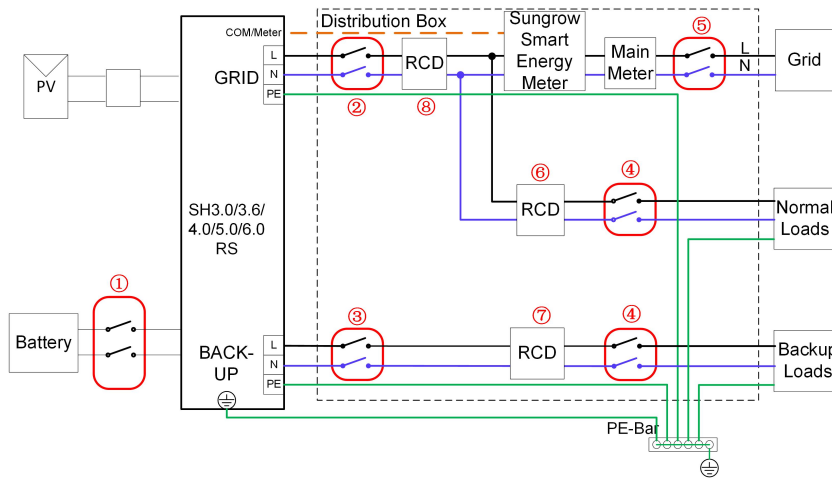 Distribution Box
COM/Meter
Sungrow
Smart
Energy
Meter
⑤
L
N
PE
GRID
②
RCD
⑧
Main
Meter
L
N
Grid
PV
SH3.0/3.6/
4.0/5.0/6.0
RS
⑥
RCD
④
Normal
Loads
①
Battery
BACK-
UP
L
N
PE
③
⑦
RCD
④
Backup
Loads
PE-Bar